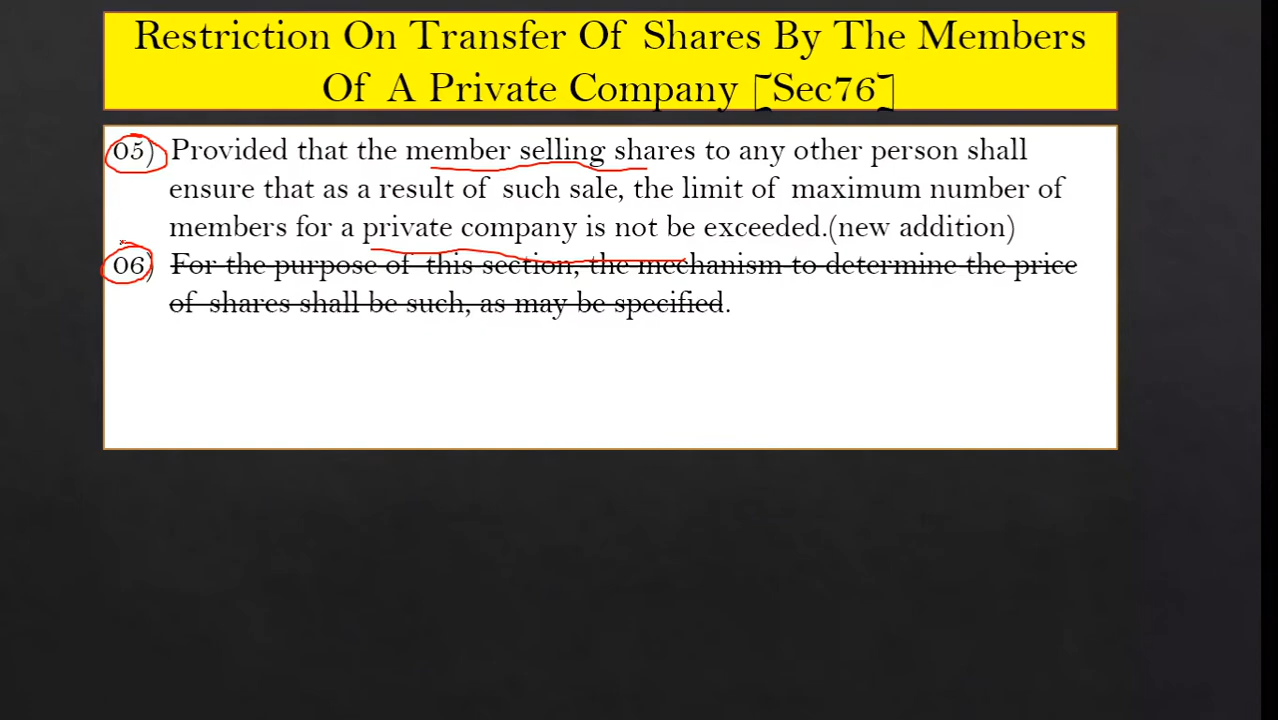 Restriction On Transfer Of Shares By The Members
Of A Private Company [Sec76]
05) Provided that the member selling shares to any other person shall
ensure that as a result of such sale, the limit of maximum number of
members for a private company is not be exceeded.(new addition)
06) For the purpose of this section, the mechanism to determine the price
of shares shall be such, as may be specified.